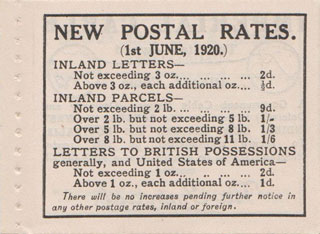 NEW POSTAL RATES.
(1st JUNE, 1920.)
INLAND LETTERS—
Not exceeding 3 oz.... ... ... ... 2d.
Above 3 oz., each additional oz.... ½d.
INLAND PARCELS—
Not exceeding 2 lb. ... ... ... 9d.
Over 2 lb. but not exceeding 5 lb. 1/-
Over 5 lb. but not exceeding 8 lb. 1/3
Over 8 lb. but not exceeding 11 lb. 1/6
LETTERS TO BRITISH POSSESSIONS
generally, and United States of America—
Not exceeding 1 oz.... .. ... ... 2d.
Above 1 oz., each additional oz.... 1d.
There will be no increases pending further notice in
any other postage rates, inland or foreign.